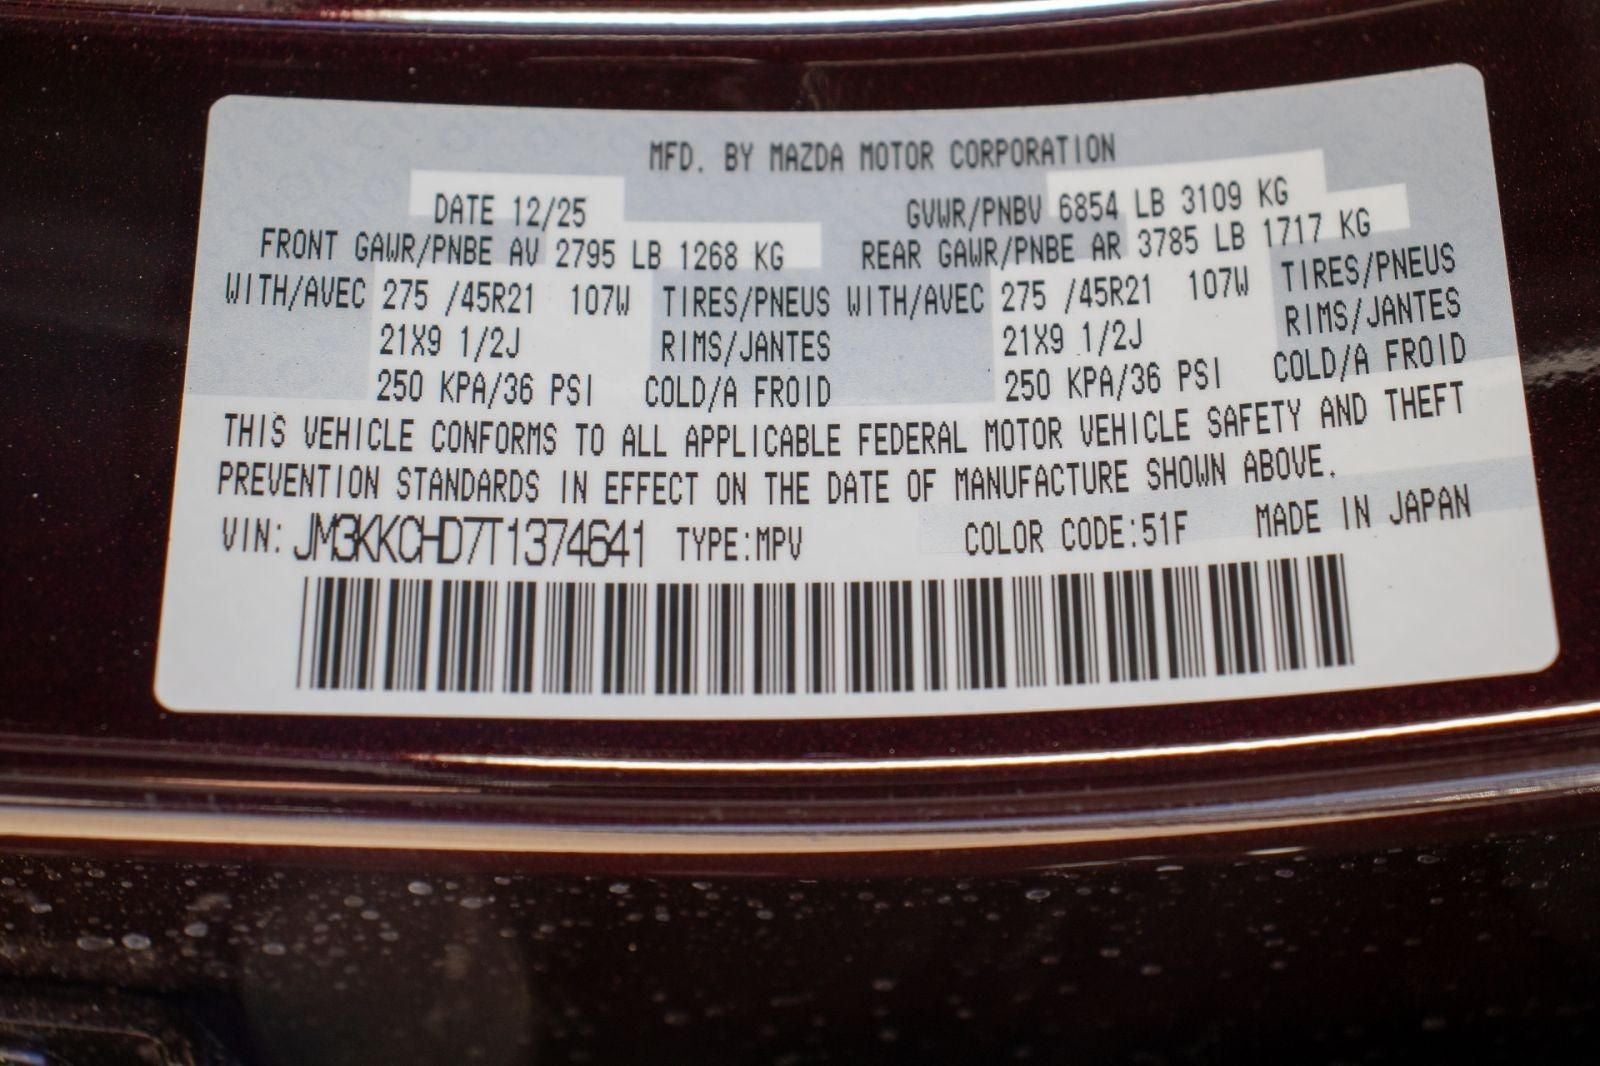 MFD. BY MAZDA MOTOR CORPORATION
DATE 12/25 GVWR/PNBV 6854 LB 3109 KG
FRONT GAWR/PNBE AV 2795 LB 1268 KG REAR GAWR/PNBE AR 3785 LB 1717 KG
WITH/AVEC 275 /45R21 107W TIRES/PNEUS WITH/AVEC 275 /45R21 107W TIRES/PNEUS
21X9 1/2J RIMS/JANTES 21X9 1/2J RIMS/JANTES
250 KPA/36 PSI COLD/A FROID 250 KPA/36 PSI COLD/A FROID
THIS VEHICLE CONFORMS TO ALL APPLICABLE FEDERAL MOTOR VEHICLE SAFETY AND THEFT
PREVENTION STANDARDS IN EFFECT ON THE DATE OF MANUFACTURE SHOWN ABOVE.
VIN: JM3KKCHD7T1374641 TYPE:MPV COLOR CODE:51F MADE IN JAPAN